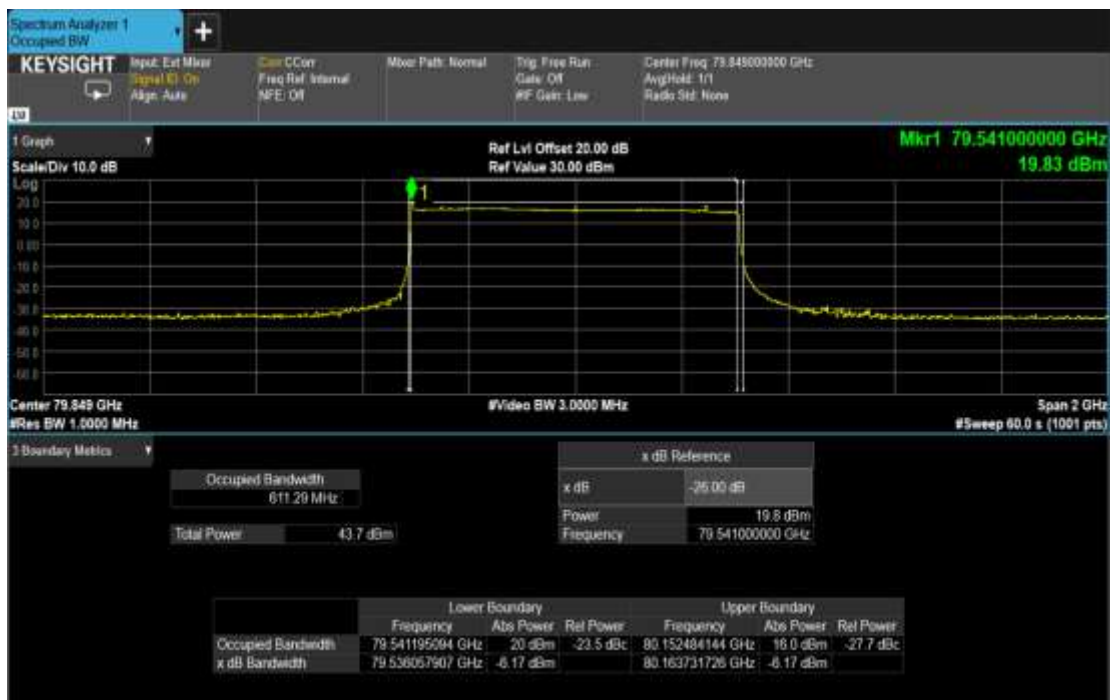 Spectrum Analyzer 1
Occupied BW
+
KEYSIGHT
Input: Ext Mixer
Signal ID: On
Align: Auto
Corr CCorr
Freq Ref: Internal
NFE: Off
Mixer Path: Normal
Trig: Free Run
Gate: Off
#IF Gain: Low
Center Freq: 79.849000000 GHz
Avg|Hold: 1/1
Radio Std: None
1 Graph
Scale/Div 10.0 dB
Ref Lvl Offset 20.00 dB
Ref Value 30.00 dBm
Mkr1 79.541000000 GHz
19.83 dBm
Log
20.0
10.0
0.00
-10.0
-20.0
-30.0
-40.0
-50.0
-60.0
1
Center 79.849 GHz
#Res BW 1.0000 MHz
#Video BW 3.0000 MHz
Span 2 GHz
#Sweep 60.0 s (1001 pts)
3 Boundary Metrics
Occupied Bandwidth
611.29 MHz
Total Power 43.7 dBm
x dB Reference
x dB -26.00 dB
Power 19.8 dBm
Frequency 79.541000000 GHz
Lower Boundary Upper Boundary
Frequency Abs Power Rel Power Frequency Abs Power Rel Power
Occupied Bandwidth 79.541195094 GHz 20 dBm -23.5 dBc 80.152484144 GHz 16.0 dBm -27.7 dBc
x dB Bandwidth 79.536057907 GHz -6.17 dBm 80.163731726 GHz -6.17 dBm